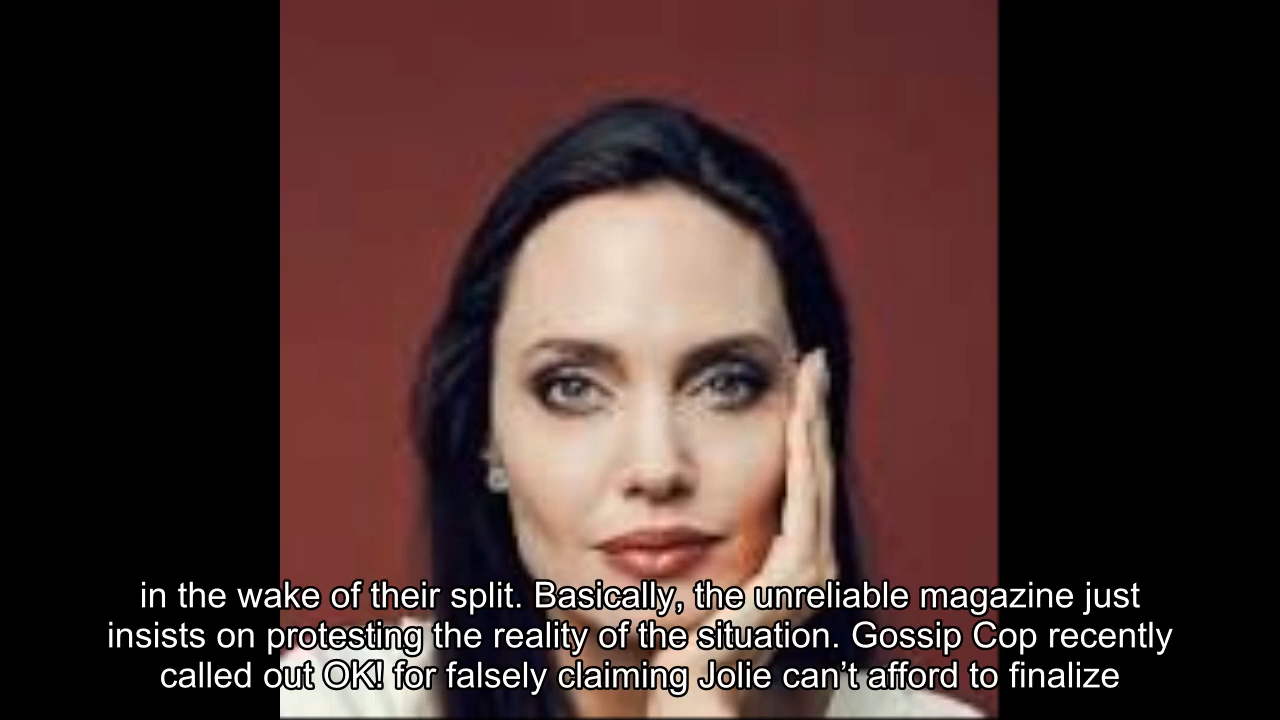 in the wake of their split. Basically, the unreliable magazine just
insists on protesting the reality of the situation. Gossip Cop recently
called out OK! for falsely claiming Jolie can’t afford to finalize